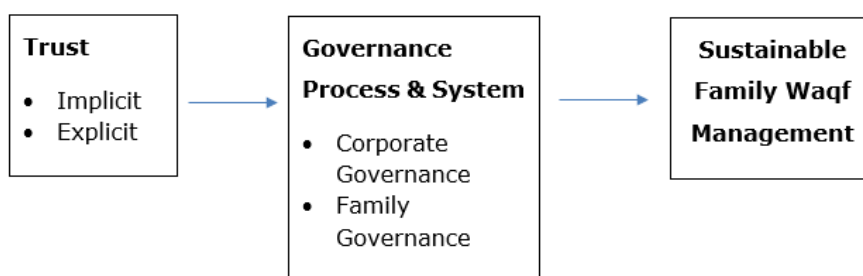 Trust
• Implicit
• Explicit
Governance
Process & System
• Corporate
Governance
• Family
Governance
Sustainable
Family Waqf
Management